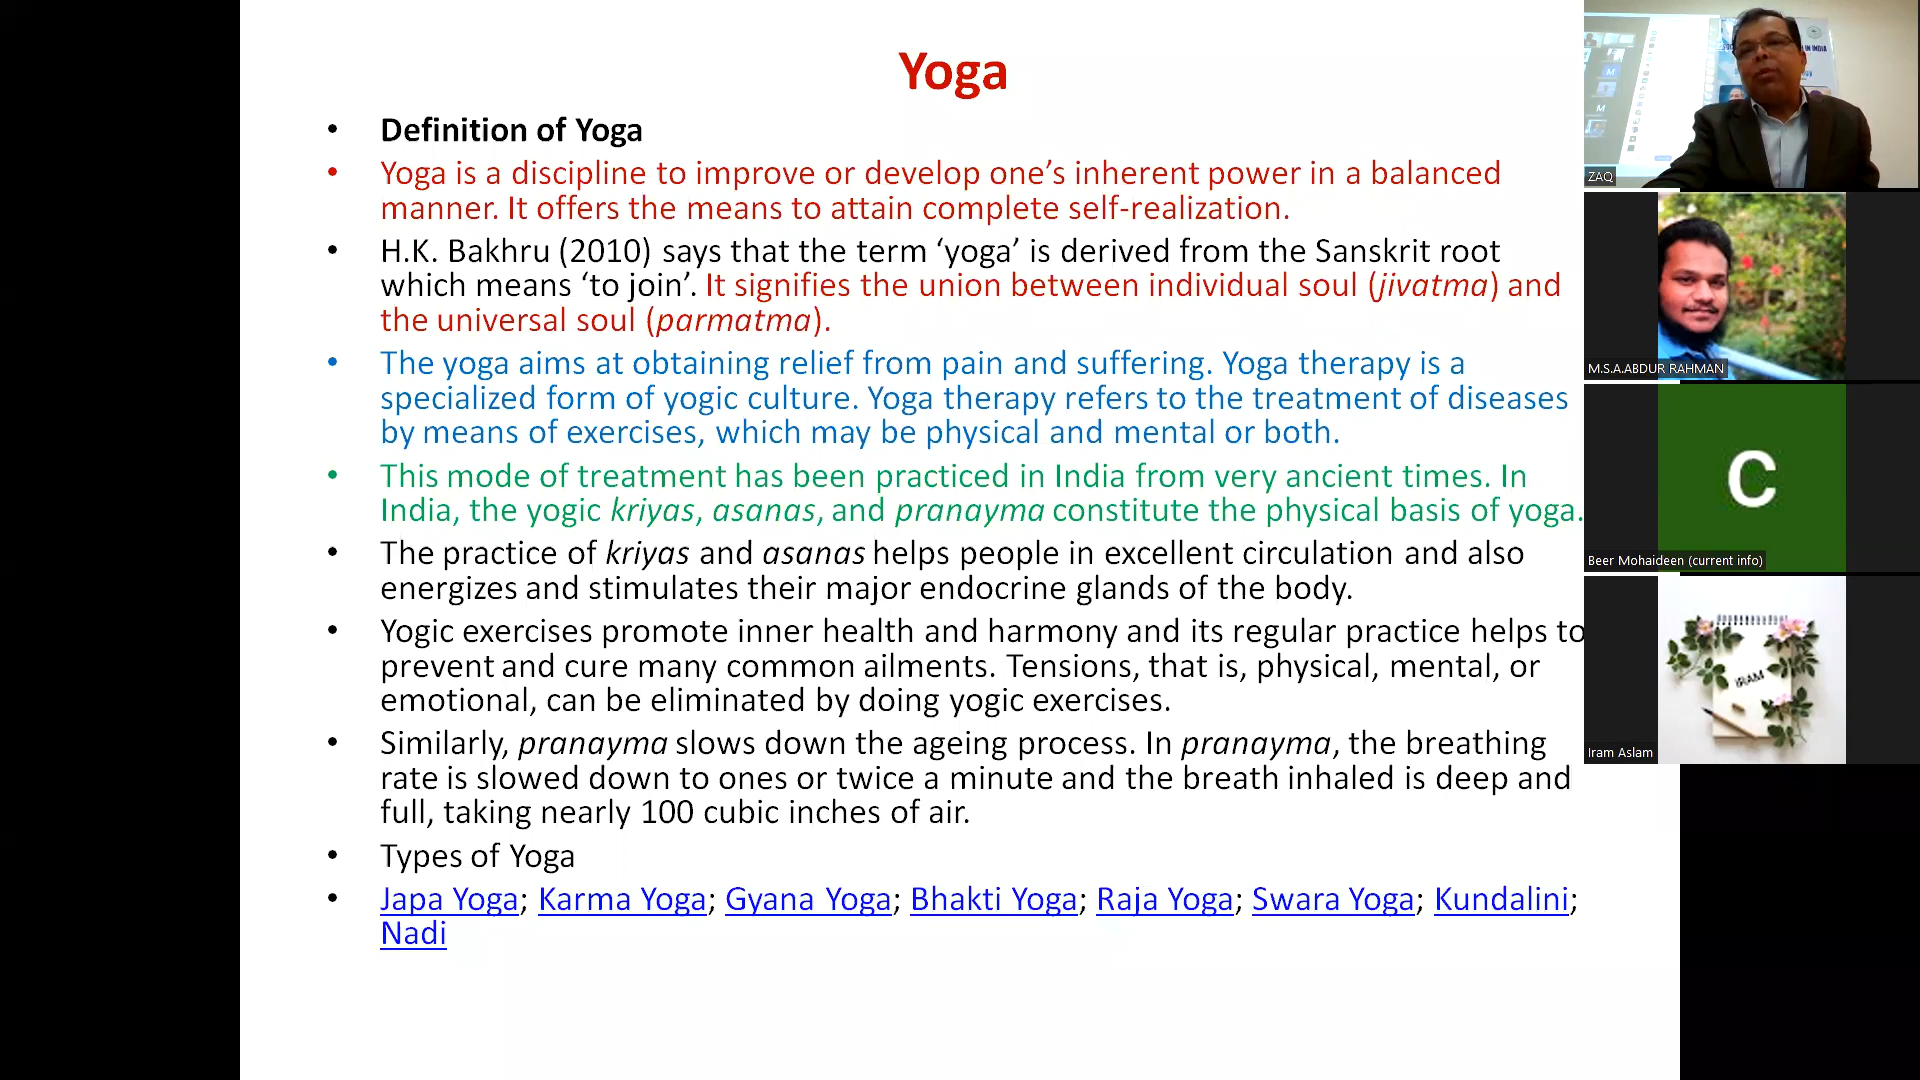 Yoga
• Definition of Yoga
• Yoga is a discipline to improve or develop one’s inherent power in a balanced
manner. It offers the means to attain complete self-realization.
• H.K. Bakhru (2010) says that the term ‘yoga’ is derived from the Sanskrit root
which means ‘to join’. It signifies the union between individual soul (jivatma) and
the universal soul (parmatma).
• The yoga aims at obtaining relief from pain and suffering. Yoga therapy is a
specialized form of yogic culture. Yoga therapy refers to the treatment of diseases
by means of exercises, which may be physical and mental or both.
• This mode of treatment has been practiced in India from very ancient times. In
India, the yogic kriyas, asanas, and pranayma constitute the physical basis of yoga.
• The practice of kriyas and asanas helps people in excellent circulation and also
energizes and stimulates their major endocrine glands of the body.
• Yogic exercises promote inner health and harmony and its regular practice helps to
prevent and cure many common ailments. Tensions, that is, physical, mental, or
emotional, can be eliminated by doing yogic exercises.
• Similarly, pranayma slows down the ageing process. In pranayma, the breathing
rate is slowed down to ones or twice a minute and the breath inhaled is deep and
full, taking nearly 100 cubic inches of air.
• Types of Yoga
• Japa Yoga; Karma Yoga; Gyana Yoga; Bhakti Yoga; Raja Yoga; Swara Yoga; Kundalini;
Nadi
IN INDIA
M
M
ZAQ
M.S.A.ABDUR RAHMAN
C
Beer Mohaideen (current info)
IRAM
Iram Aslam